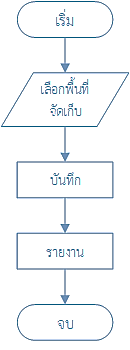 เริ่ม
เลือกพื้นที่
จัดเก็บ
บันทึก
รายงาน
จบ